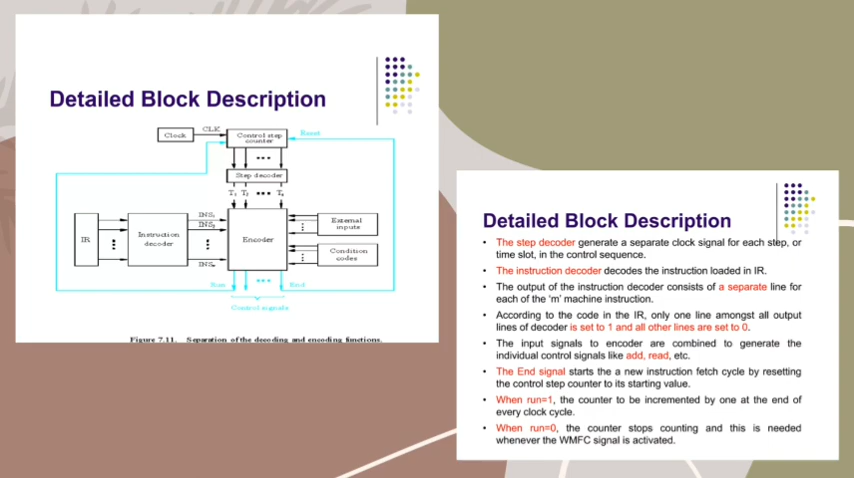 Detailed Block Description
Clock
CLK
Control step
counter
Reset
Step decoder
T1 T2
IR
Instruction
decoder
INS1
INS2
INSm
Encoder
External
inputs
Condition
codes
Run
End
Control signals
Figure 7.11. Separation of the decoding and encoding functions.
Detailed Block Description
• The step decoder generate a separate clock signal for each step, or
time slot, in the control sequence.
• The instruction decoder decodes the instruction loaded in IR.
• The output of the instruction decoder consists of a separate line for
each of the ‘m’ machine instruction.
• According to the code in the IR, only one line amongst all output
lines of decoder is set to 1 and all other lines are set to 0.
• The input signals to encoder are combined to generate the
individual control signals like add, read, etc.
• The End signal starts the a new instruction fetch cycle by resetting
the control step counter to its starting value.
• When run=1, the counter to be incremented by one at the end of
every clock cycle.
• When run=0, the counter stops counting and this is needed
whenever the WMFC signal is activated.